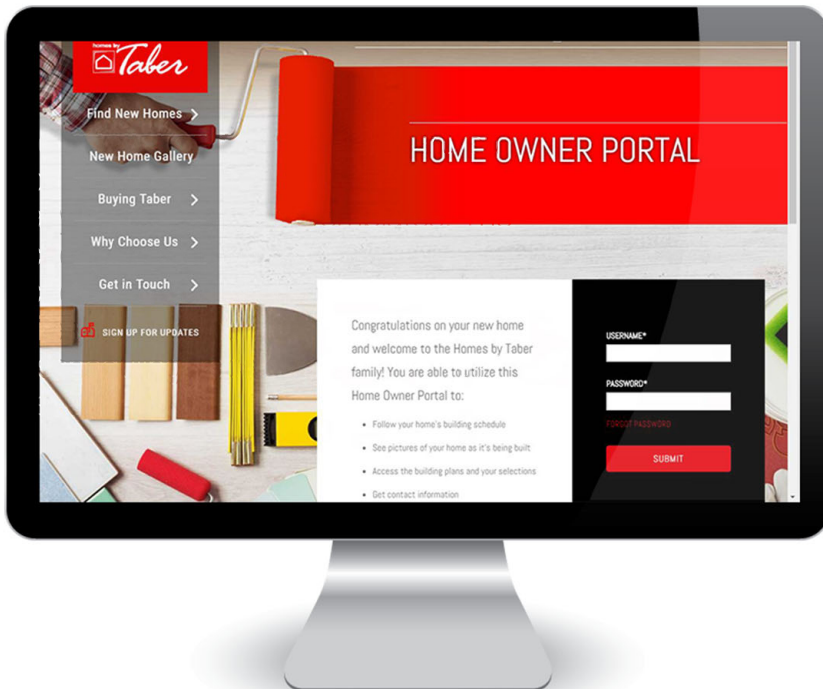 homes by
Taber
Find New Homes
New Home Gallery
Buying Taber
Why Choose Us
Get in Touch
SIGN UP FOR UPDATES
HOME OWNER PORTAL
Congratulations on your new home
and welcome to the Homes by Taber
family! You are able to utilize this
Home Owner Portal to:
• Follow your home's building schedule
• See pictures of your home as it's being built
• Access the building plans and your selections
• Get contact information
USERNAME*
PASSWORD*
FORGOT PASSWORD
SUBMIT